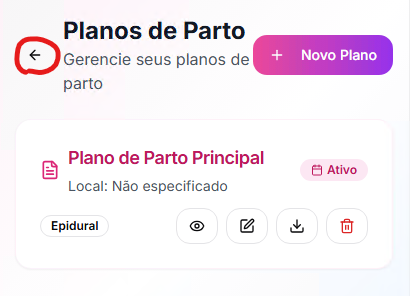 Planos de Parto
Gerencie seus planos de
parto
Novo Plano
Plano de Parto Principal
Local: Não especificado
Ativo
Epidural